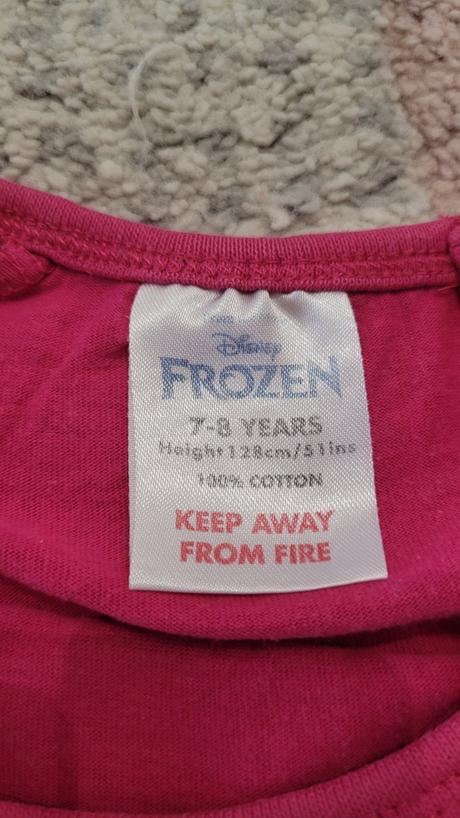 Disney
FROZEN
7-8 YEARS
Height 128cm/51ins
100% COTTON
KEEP AWAY
FROM FIRE